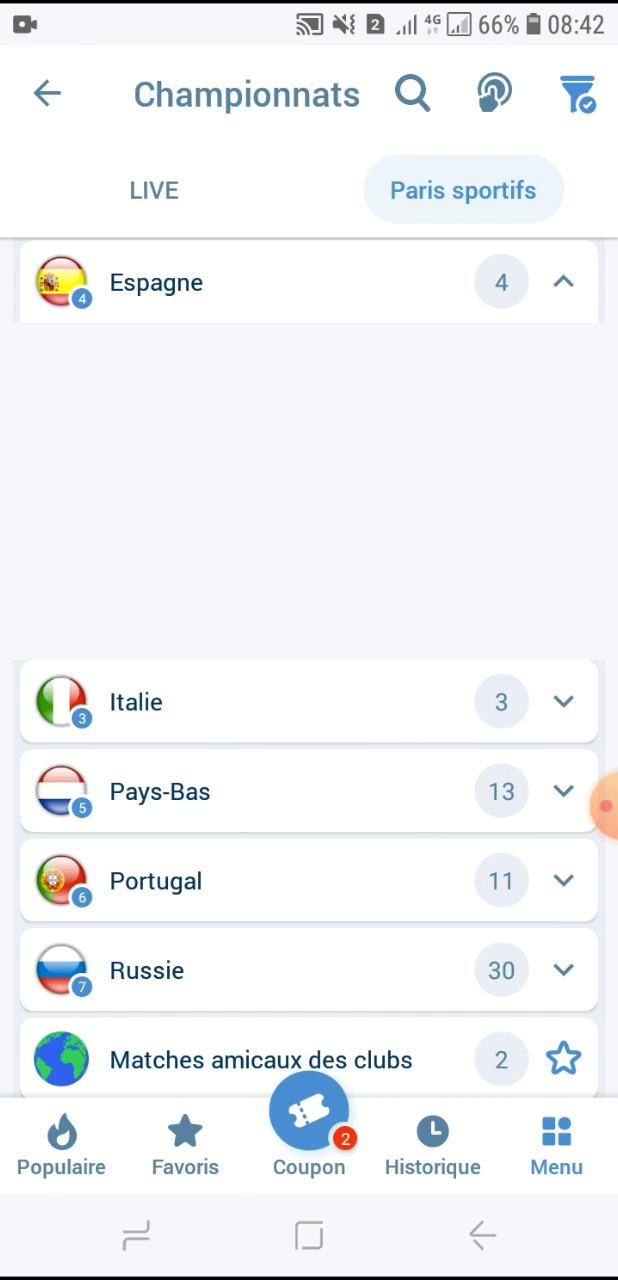 2 4G 66% 08:42
Championnats
LIVE Paris sportifs
4 Espagne 4
3 Italie 3
5 Pays-Bas 13
6 Portugal 11
7 Russie 30
Matches amicaux des clubs 2
2
Populaire Favoris Coupon Historique Menu